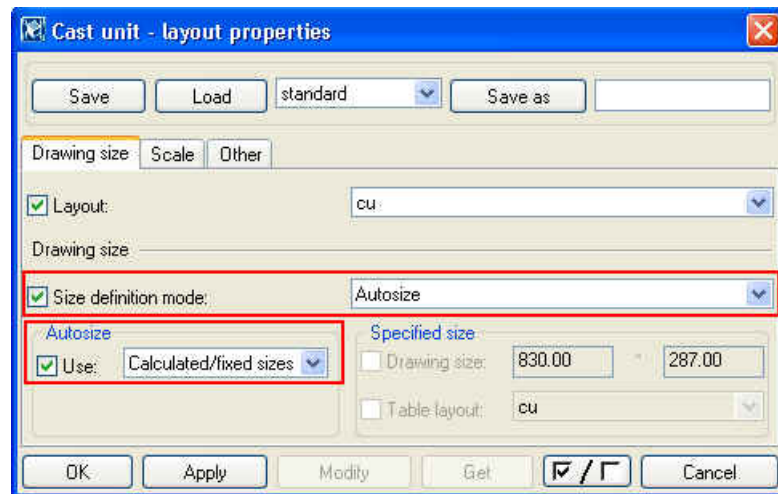 Cast unit - layout properties
Save Load standard Save as
Drawing size Scale Other
Layout: cu
Drawing size
Size definition mode: Autosize
Autosize Specified size
Use: Calculated/fixed sizes Drawing size: 830.00 * 287.00
Table layout: cu
OK Apply Modify Get / Cancel